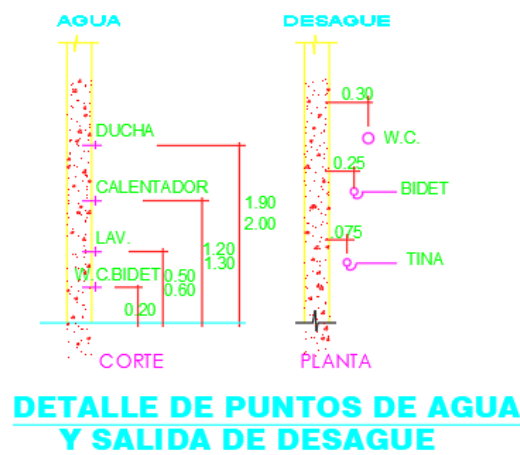 AGUA
DESAGUE
DUCHA
CALENTADOR
LAV.
W.C.BIDET
0.20
0.50
0.60
1.20
1.30
1.90
2.00
0.30
W.C.
0.25
BIDET
075
TINA
CORTE
PLANTA
DETALLE DE PUNTOS DE AGUA
Y SALIDA DE DESAGUE